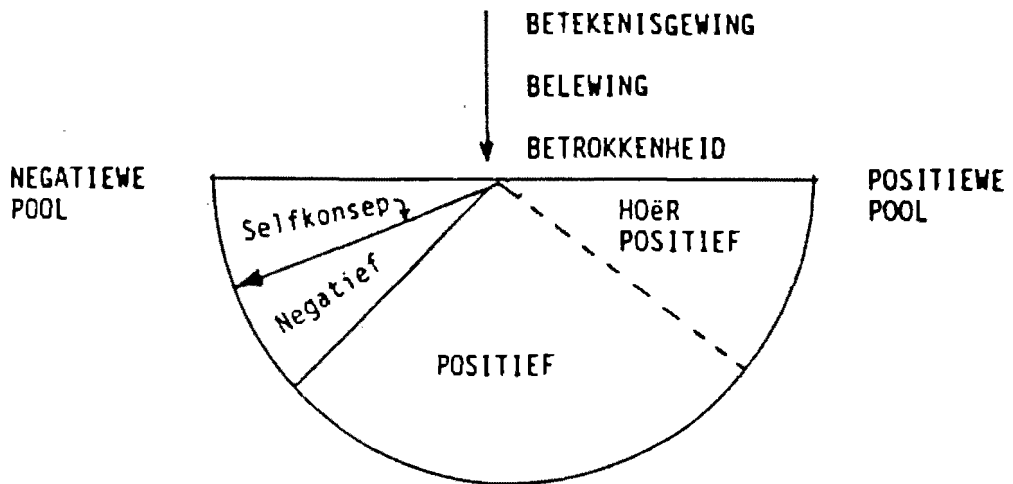 BETEKENISGEWING
BELEWING
BETROKKENHEID
NEGATIEWE
POOL
POSITIEWE
POOL
Selfkonsep
HOëR
POSITIEF
Negatief
POSITIEF